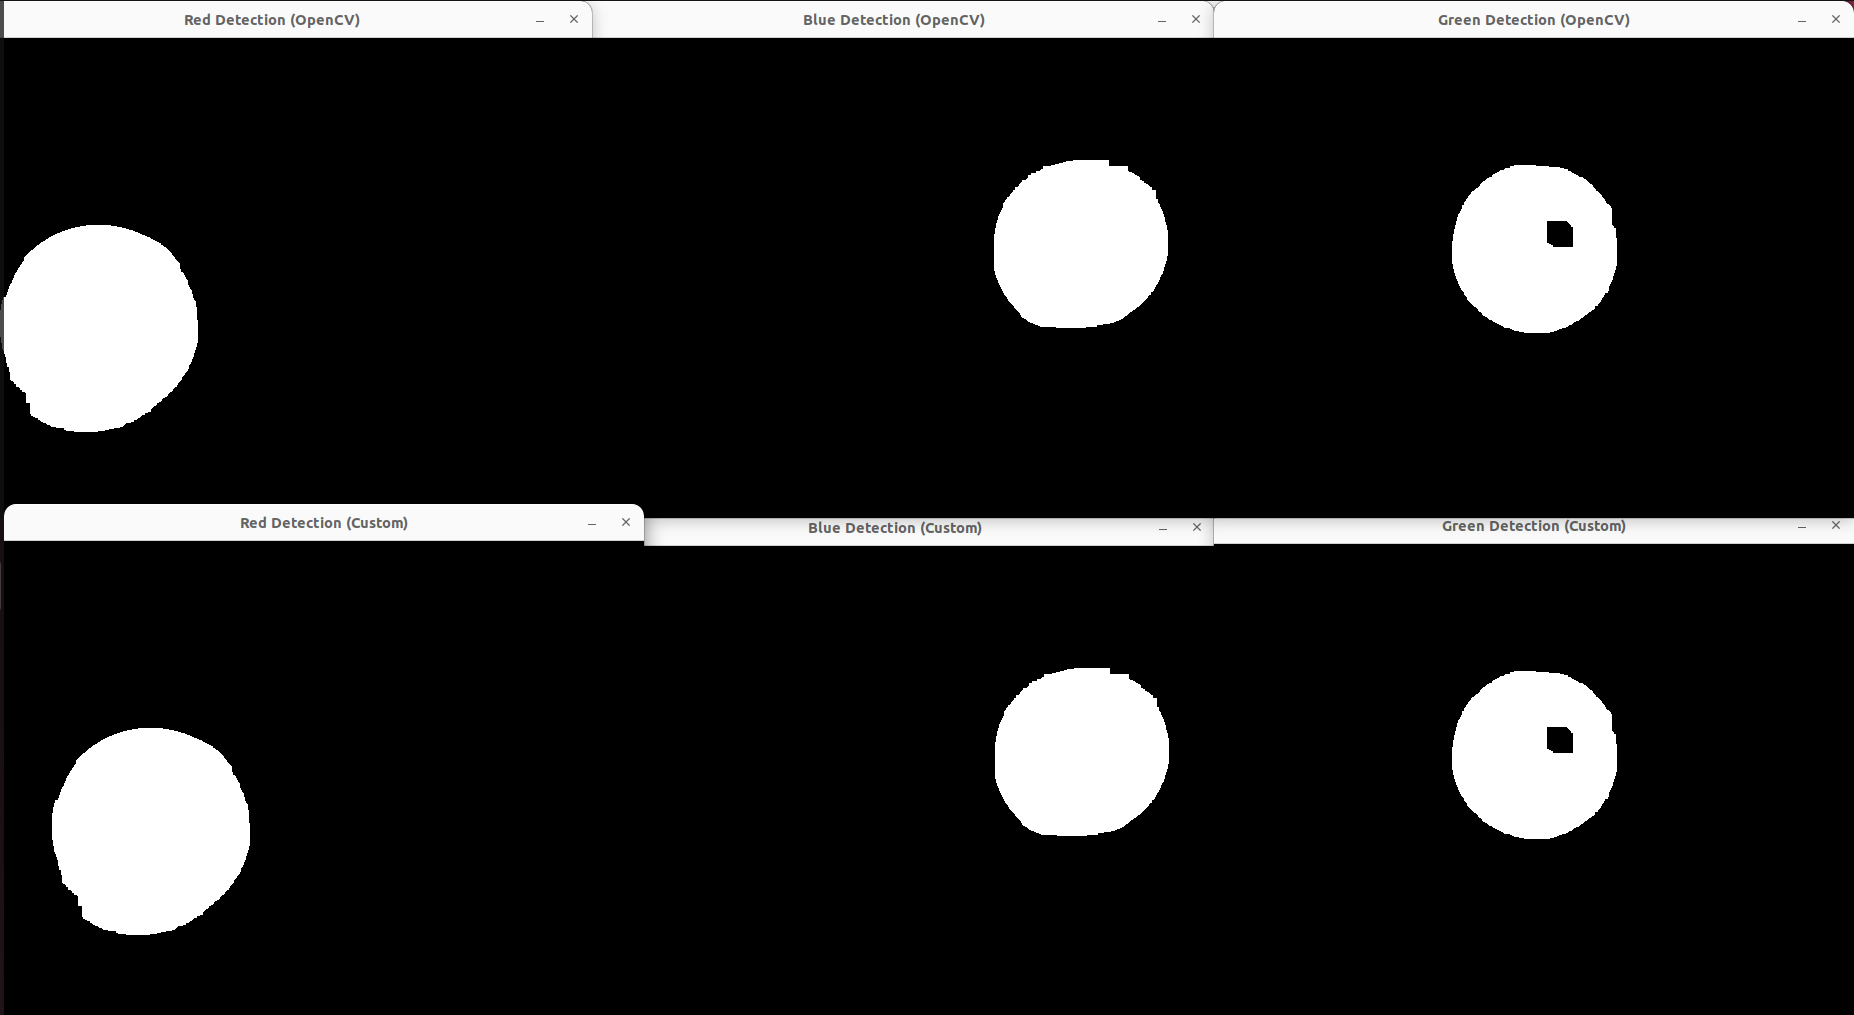 Red Detection (OpenCV)
Blue Detection (OpenCV)
Green Detection (OpenCV)
Red Detection (Custom)
Blue Detection (Custom)
Green Detection (Custom)